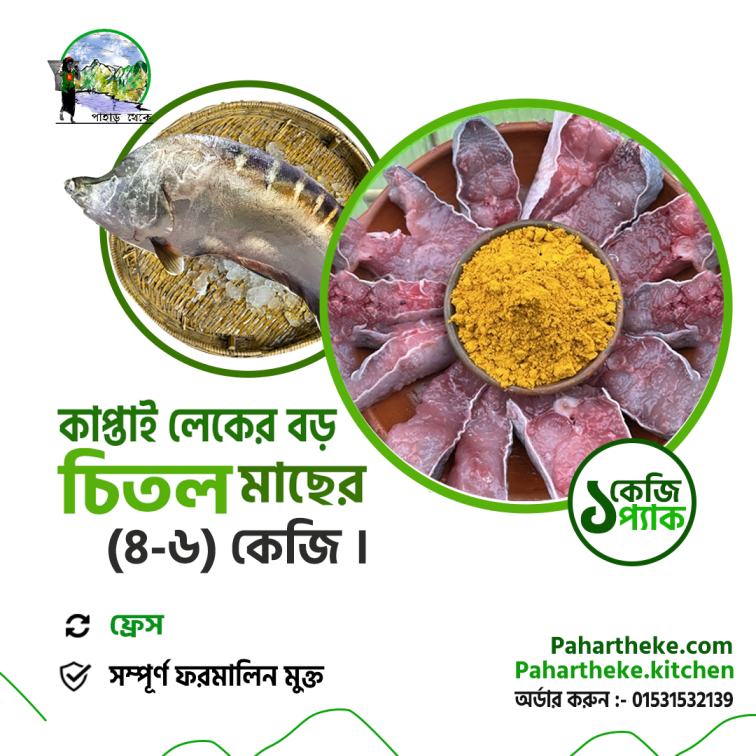 পাহাড় থেকে
কাপ্তাই লেকের বড়
চিতল মাছের
(৪-৬) কেজি ।
১ কেজি
প্যাক
ফ্রেস
সম্পূর্ণ ফরমালিন মুক্ত
Pahartheke.com
Pahartheke.kitchen
অর্ডার করুন :- 01531532139